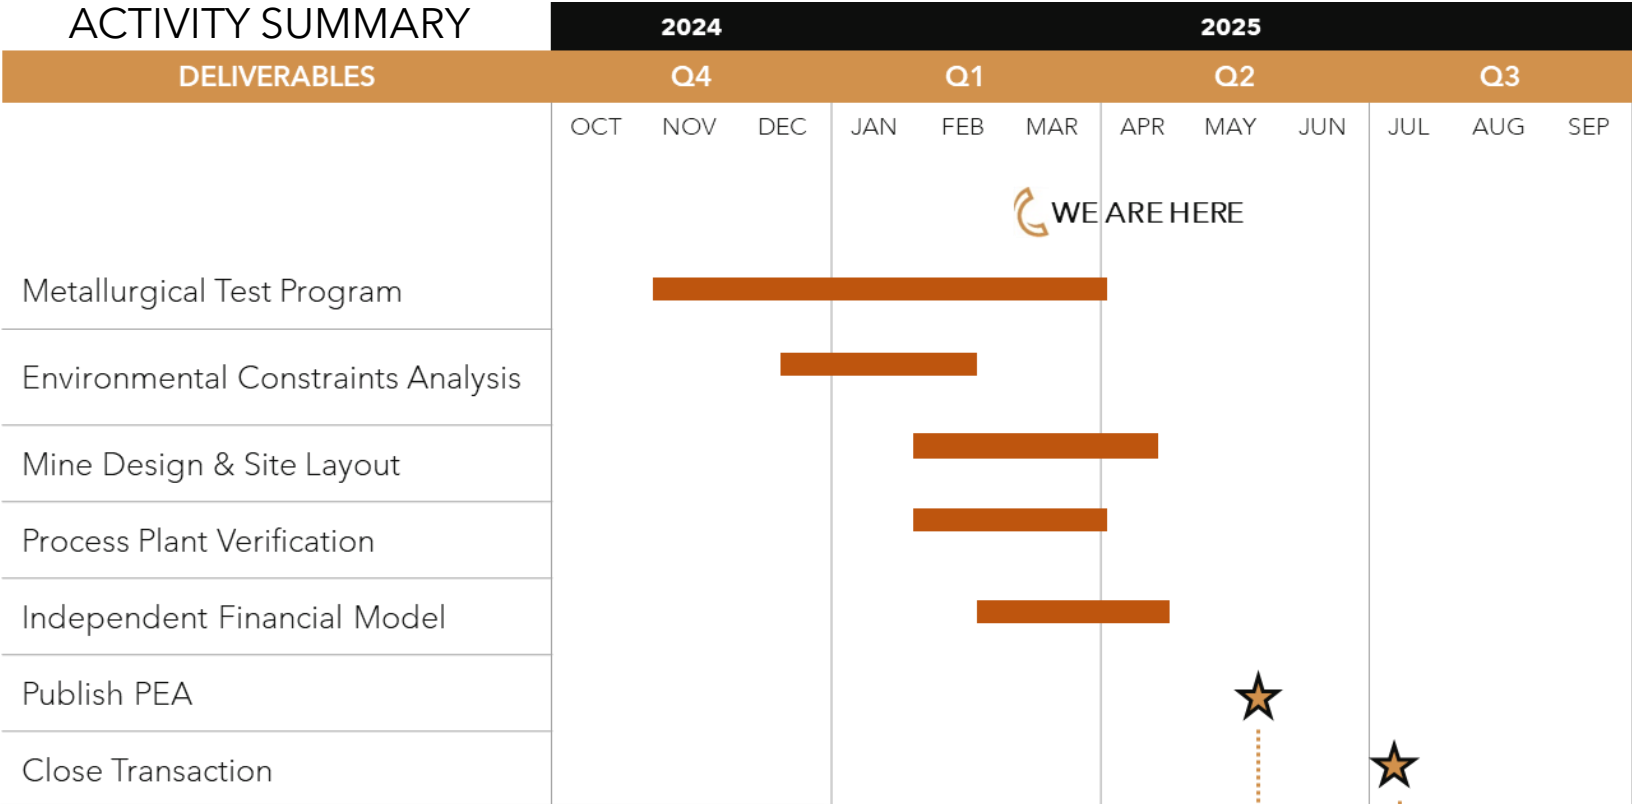 ACTIVITY SUMMARY 2024 2025
DELIVERABLES Q4 Q1 Q2 Q3
OCT NOV DEC JAN FEB MAR APR MAY JUN JUL AUG SEP
WE ARE HERE
Metallurgical Test Program
Environmental Constraints Analysis
Mine Design & Site Layout
Process Plant Verification
Independent Financial Model
Publish PEA
Close Transaction